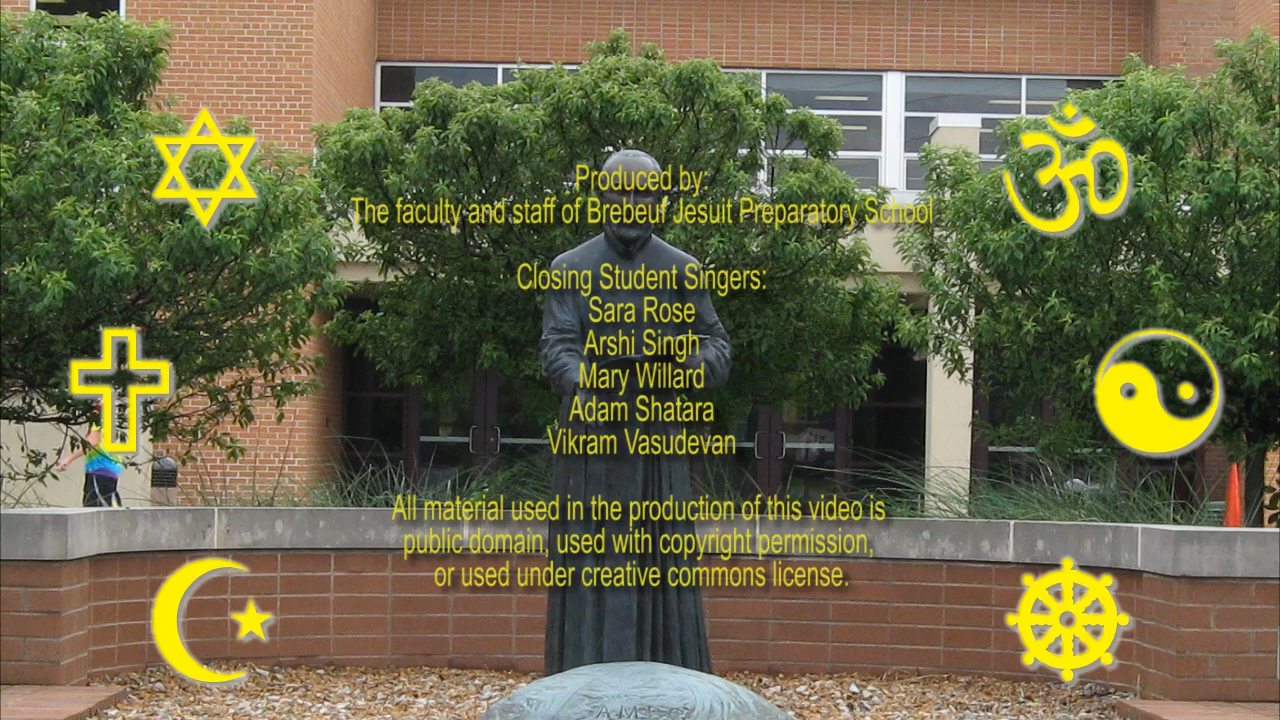 Produced by:
The faculty and staff of Brebeuf Jesuit Preparatory School
Closing Student Singers:
Sara Rose
Arshi Singh
Mary Willard
Adam Shatara
Vikram Vasudevan
All material used in the production of this video is
public domain, used with copyright permission,
or used under creative commons license.